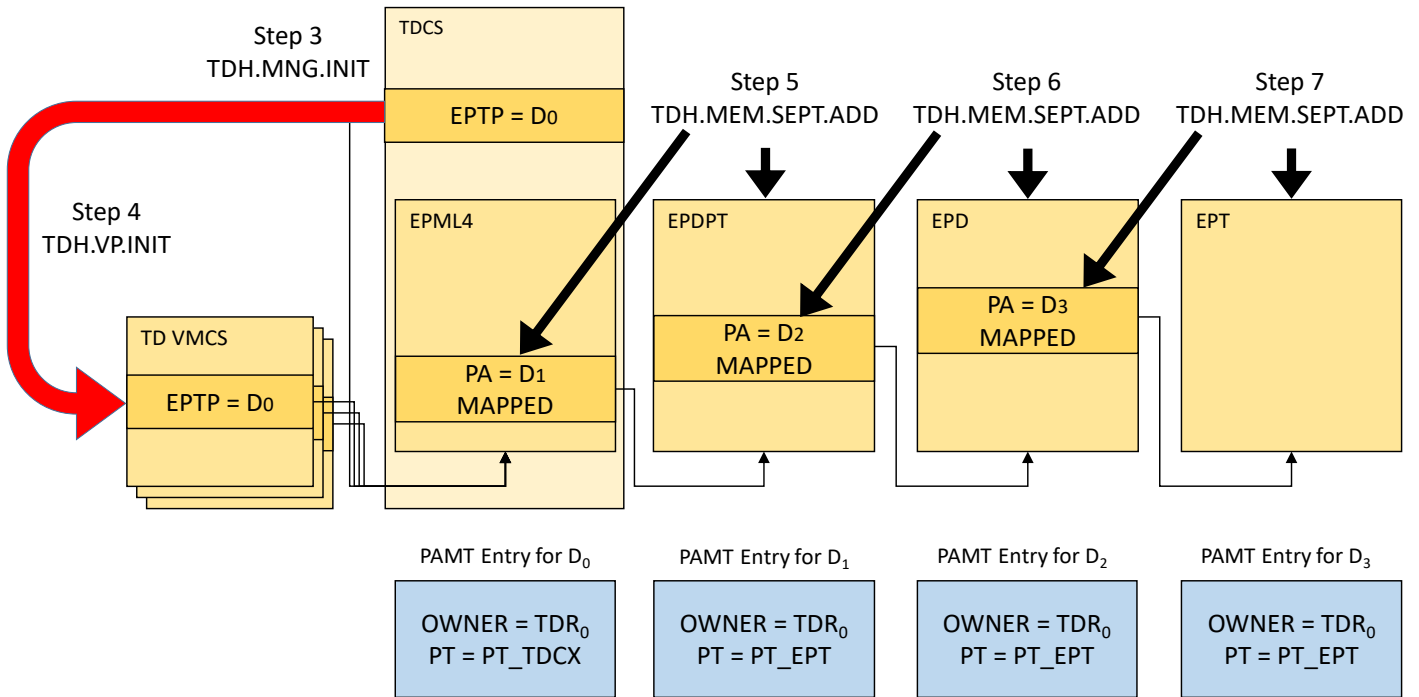 Step 3
TDH.MNG.INIT
TDCS
EPTP = D0
Step 5
TDH.MEM.SEPT.ADD
Step 6
TDH.MEM.SEPT.ADD
Step 7
TDH.MEM.SEPT.ADD
Step 4
TDH.VP.INIT
EPML4
EPDPT
EPD
EPT
TD VMCS
EPTP = D0
PA = D1
MAPPED
PA = D2
MAPPED
PA = D3
MAPPED
PAMT Entry for D₀
PAMT Entry for D₁
PAMT Entry for D₂
PAMT Entry for D₃
OWNER = TDR₀
PT = PT_TDCX
OWNER = TDR₀
PT = PT_EPT
OWNER = TDR₀
PT = PT_EPT
OWNER = TDR₀
PT = PT_EPT